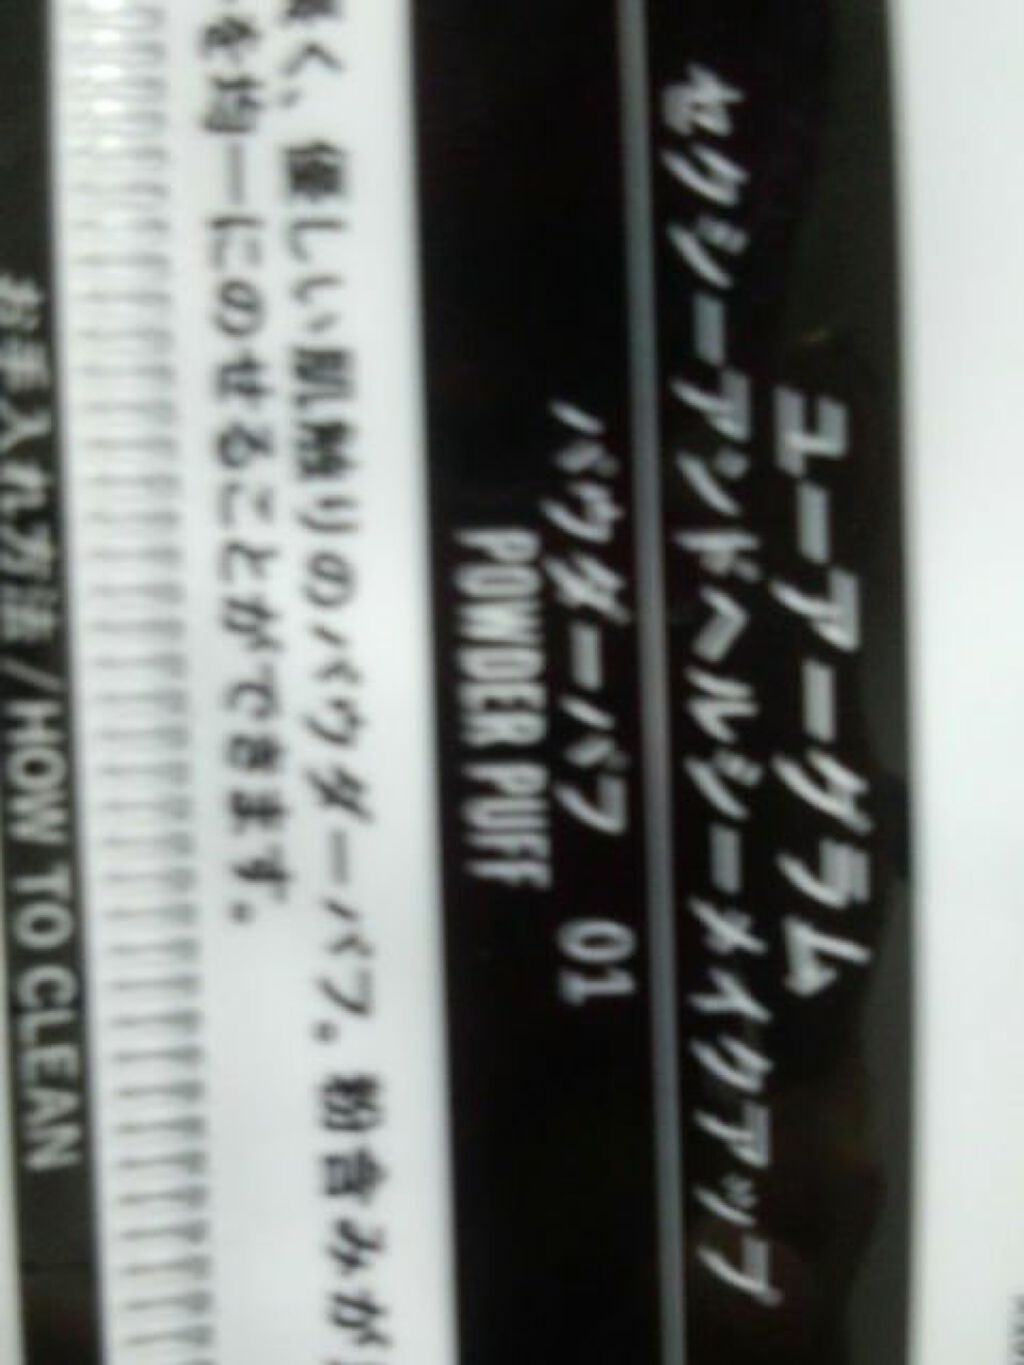 ユーアーグラム
セクシーアンドヘルシーメイクアップ
パウダーパフ 01
POWDER PUFF
く、優しい肌触りのパウダーパフ。粉含みが
を均一にのせることができます。
お手入れ方法 / HOW TO CLEAN